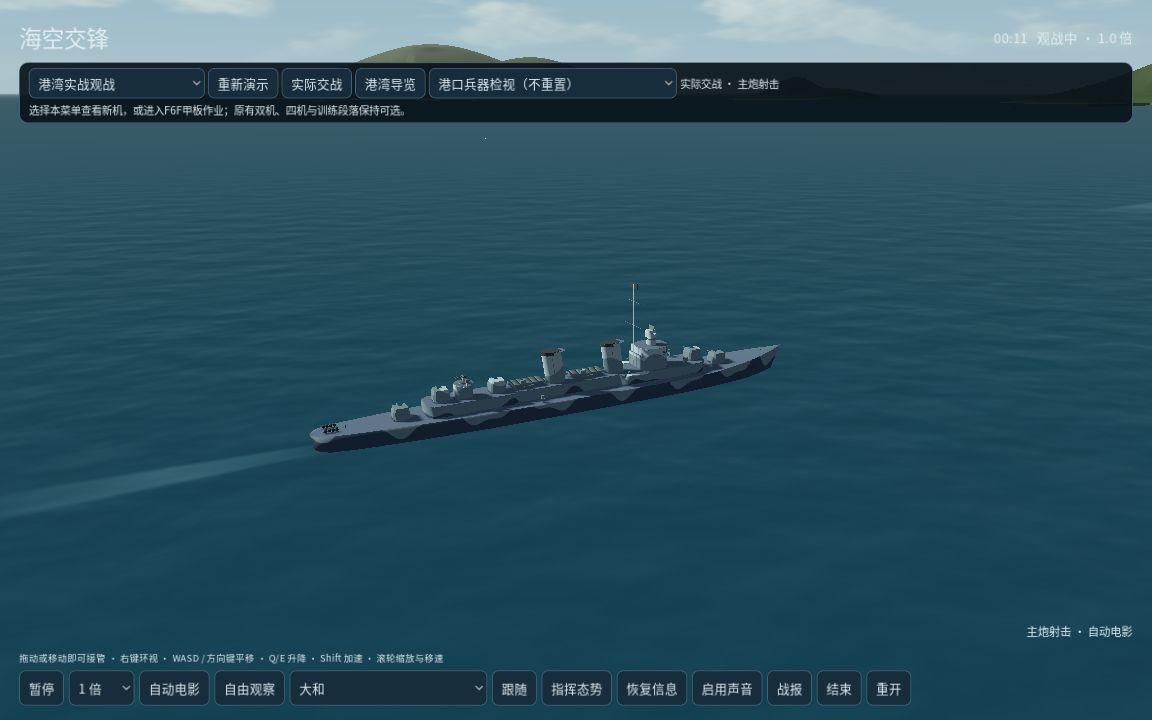 海空交锋
00:11 观战中 · 1.0 倍
港湾实战观战 重新演示 实际交战 港湾导览 港口兵器检视（不重置） 实际交战 · 主炮射击
选择本菜单查看新机，或进入F6F甲板作业；原有双机、四机与训练段落保持可选。
主炮射击 · 自动电影
拖动或移动即可接管 · 右键环视 · WASD / 方向键平移 · Q/E 升降 · Shift 加速 · 滚轮缩放与移速
暂停 1 倍 自动电影 自由观察 大和 跟随 指挥态势 恢复信息 启用声音 战报 结束 重开